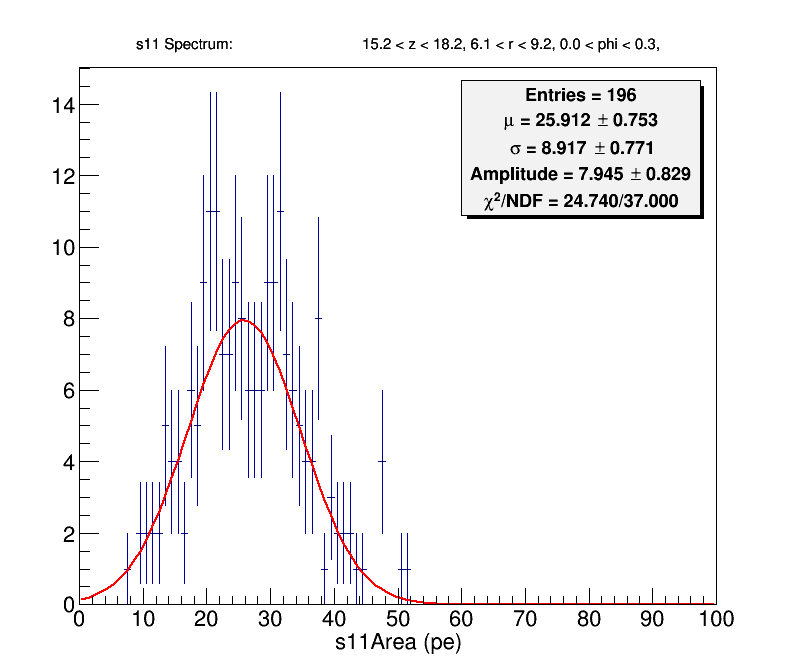 s11 Spectrum: 15.2 < z < 18.2, 6.1 < r < 9.2, 0.0 < phi < 0.3,
Entries = 196
μ = 25.912 ± 0.753
σ = 8.917 ± 0.771
Amplitude = 7.945 ± 0.829
χ²/NDF = 24.740/37.000
14
12
10
8
6
4
2
0
0 10 20 30 40 50 60 70 80 90 100
s11Area (pe)